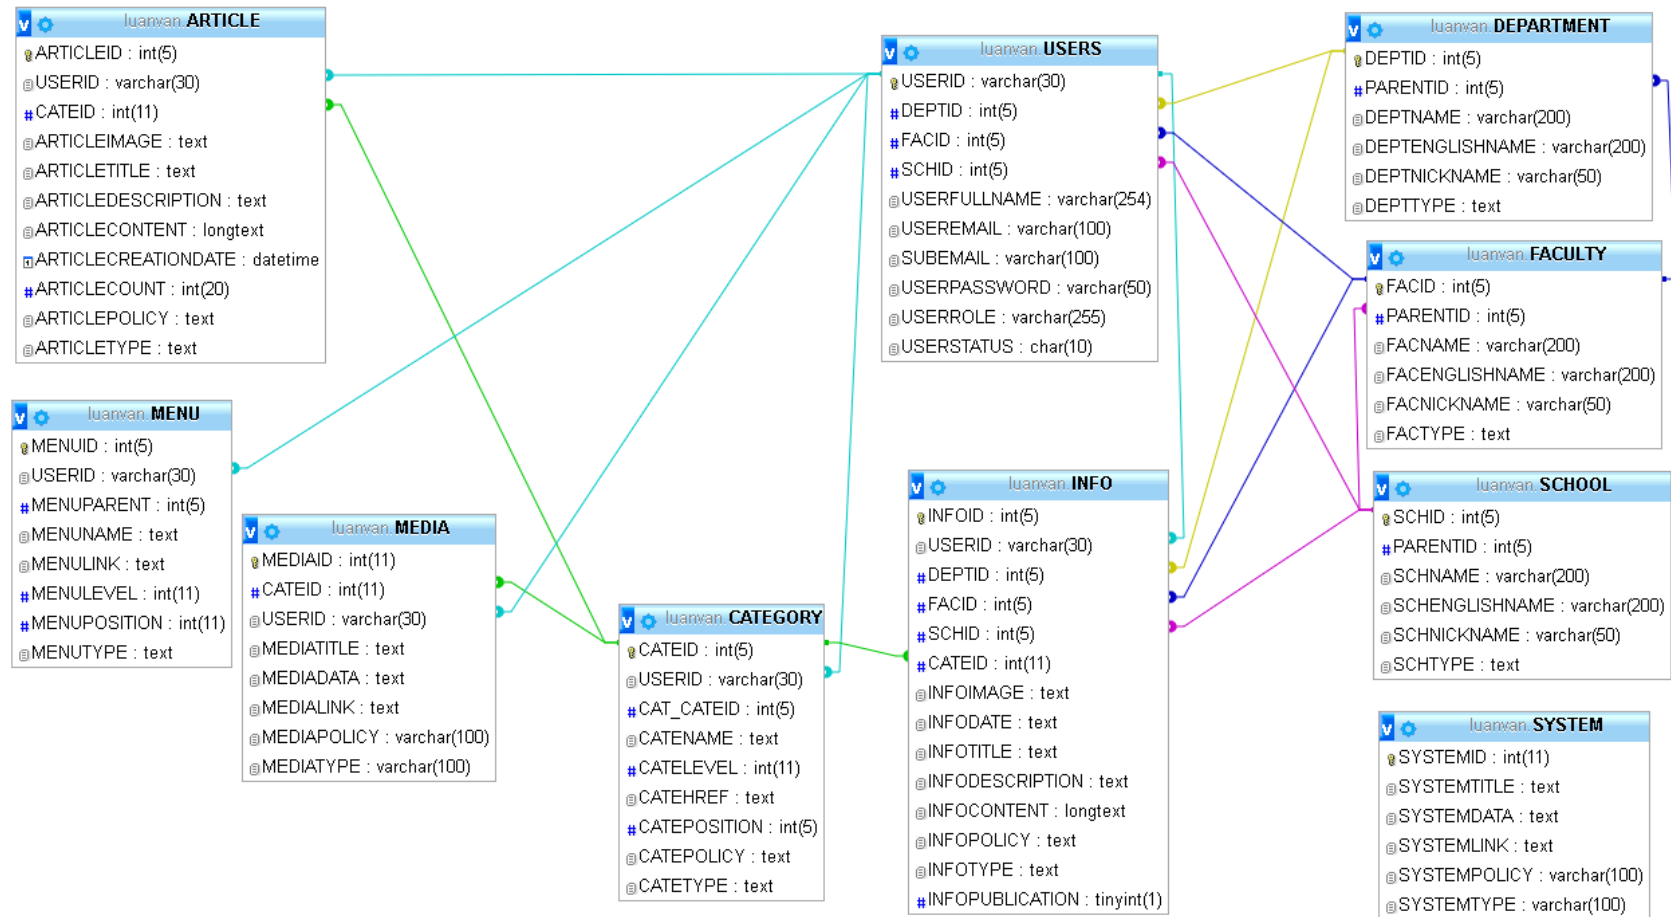 luanvan.ARTICLE
ARTICLEID : int(5)
USERID : varchar(30)
#CATEID : int(11)
ARTICLEIMAGE : text
ARTICLETITLE : text
ARTICLEDESCRIPTION : text
ARTICLECONTENT : longtext
ARTICLECREATIONDATE : datetime
#ARTICLECOUNT : int(20)
ARTICLEPOLICY : text
ARTICLETYPE : text
v luanvan.MENU
MENUID : int(5)
USERID : varchar(30)
#MENUPARENT : int(5)
MENUNAME : text
MENULINK : text
#MENULEVEL : int(11)
#MENUPOSITION : int(11)
MENUTYPE : text
v luanvan.MEDIA
MEDIAID : int(11)
#CATEID : int(11)
USERID : varchar(30)
MEDIATITLE : text
MEDIADATA : text
MEDIALINK : text
MEDIAPOLICY : varchar(100)
MEDIATYPE : varchar(100)
v luanvan.CATEGORY
CATEID : int(5)
USERID : varchar(30)
#CAT_CATEID : int(5)
CATENAME : text
#CATELEVEL : int(11)
CATEHREF : text
#CATEPOSITION : int(5)
CATEPOLICY : text
CATETYPE : text
v luanvan.USERS
USERID : varchar(30)
#DEPTID : int(5)
#FACID : int(5)
#SCHID : int(5)
USERFULLNAME : varchar(254)
USEREMAIL : varchar(100)
SUBEMAIL : varchar(100)
USERPASSWORD : varchar(50)
USERROLE : varchar(255)
USERSTATUS : char(10)
v luanvan.INFO
INFOID : int(5)
USERID : varchar(30)
#DEPTID : int(5)
#FACID : int(5)
#SCHID : int(5)
#CATEID : int(11)
INFOIMAGE : text
INFODATE : text
INFOTITLE : text
INFODESCRIPTION : text
INFOCONTENT : longtext
INFOPOLICY : text
INFOTYPE : text
#INFOPUBLICATION : tinyint(1)
v luanvan.DEPARTMENT
DEPTID : int(5)
#PARENTID : int(5)
DEPTNAME : varchar(200)
DEPTENGLISHNAME : varchar(200)
DEPTNICKNAME : varchar(50)
DEPTTYPE : text
v luanvan.FACULTY
FACID : int(5)
#PARENTID : int(5)
FACNAME : varchar(200)
FACENGLISHNAME : varchar(200)
FACNICKNAME : varchar(50)
FACTYPE : text
v luanvan.SCHOOL
SCHID : int(5)
#PARENTID : int(5)
SCHNAME : varchar(200)
SCHENGLISHNAME : varchar(200)
SCHNICKNAME : varchar(50)
SCHTYPE : text
v luanvan.SYSTEM
SYSTEMID : int(11)
SYSTEMTITLE : text
SYSTEMDATA : text
SYSTEMLINK : text
SYSTEMPOLICY : varchar(100)
SYSTEMTYPE : varchar(100)